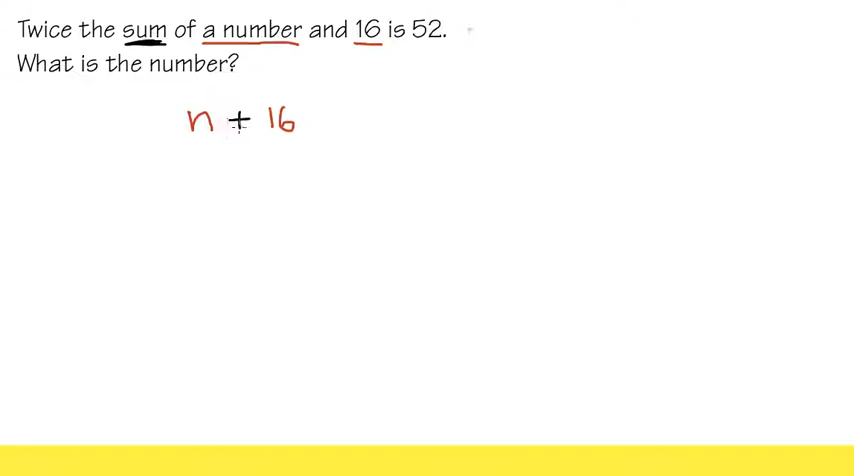 Twice the sum of a number and 16 is 52.
What is the number?
n + 16